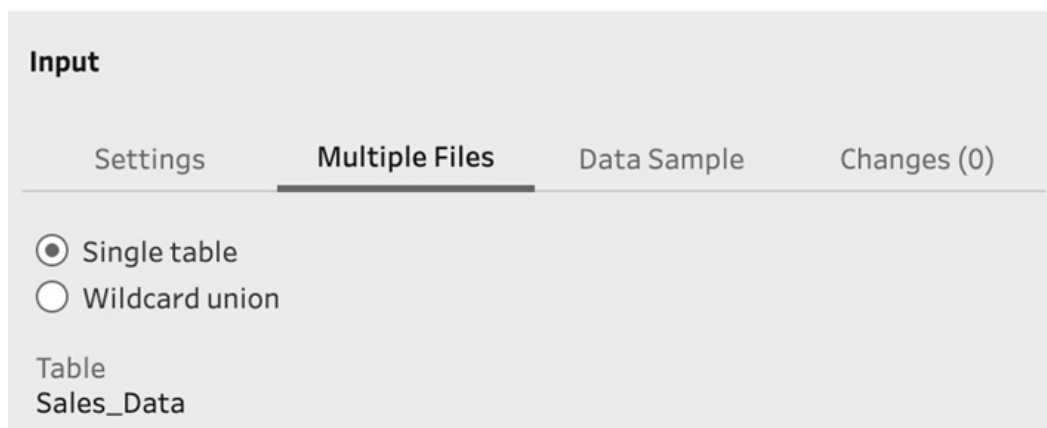 Input
Settings Multiple Files Data Sample Changes (0)
Single table
Wildcard union
Table
Sales_Data